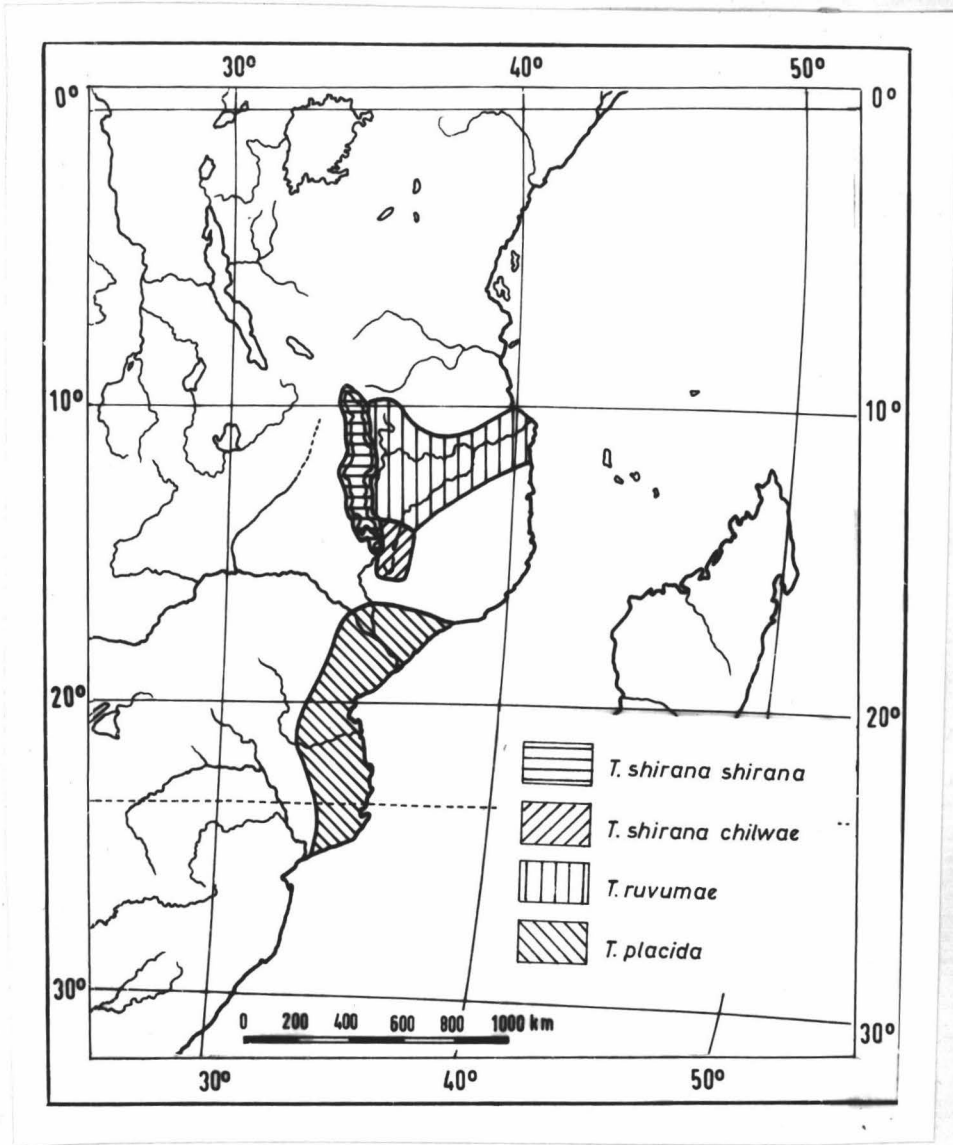 30° 40° 50°
0° 0°
10° 10°
20° 20°
T. shirana shirana
T. shirana chilwae
T. ruvumae
T. placida
30° 30°
0 200 400 600 800 1000 km
30° 40° 50°